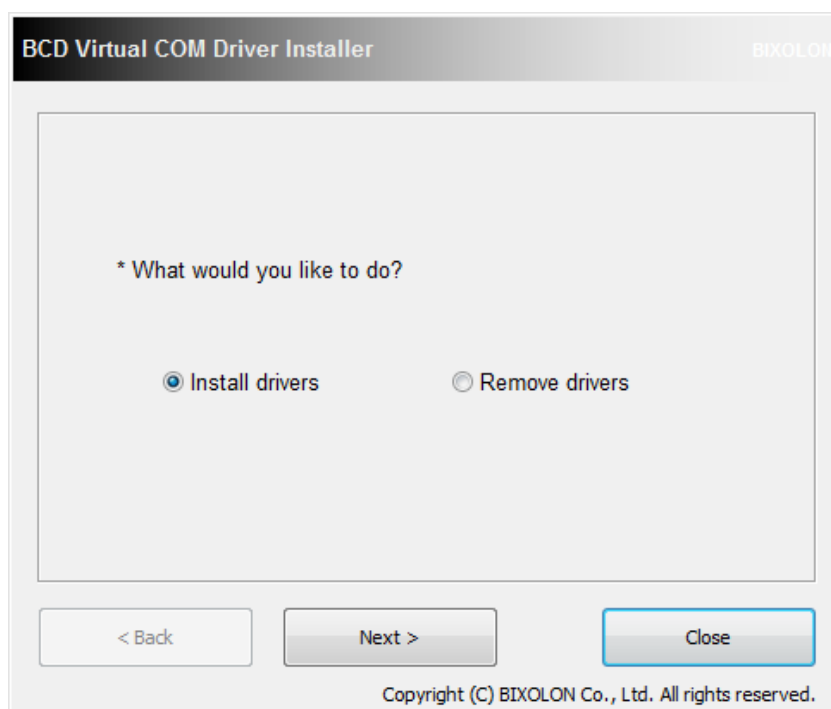 BCD Virtual COM Driver Installer BIXOLON
* What would you like to do?
Install drivers Remove drivers
< Back Next > Close
Copyright (C) BIXOLON Co., Ltd. All rights reserved.